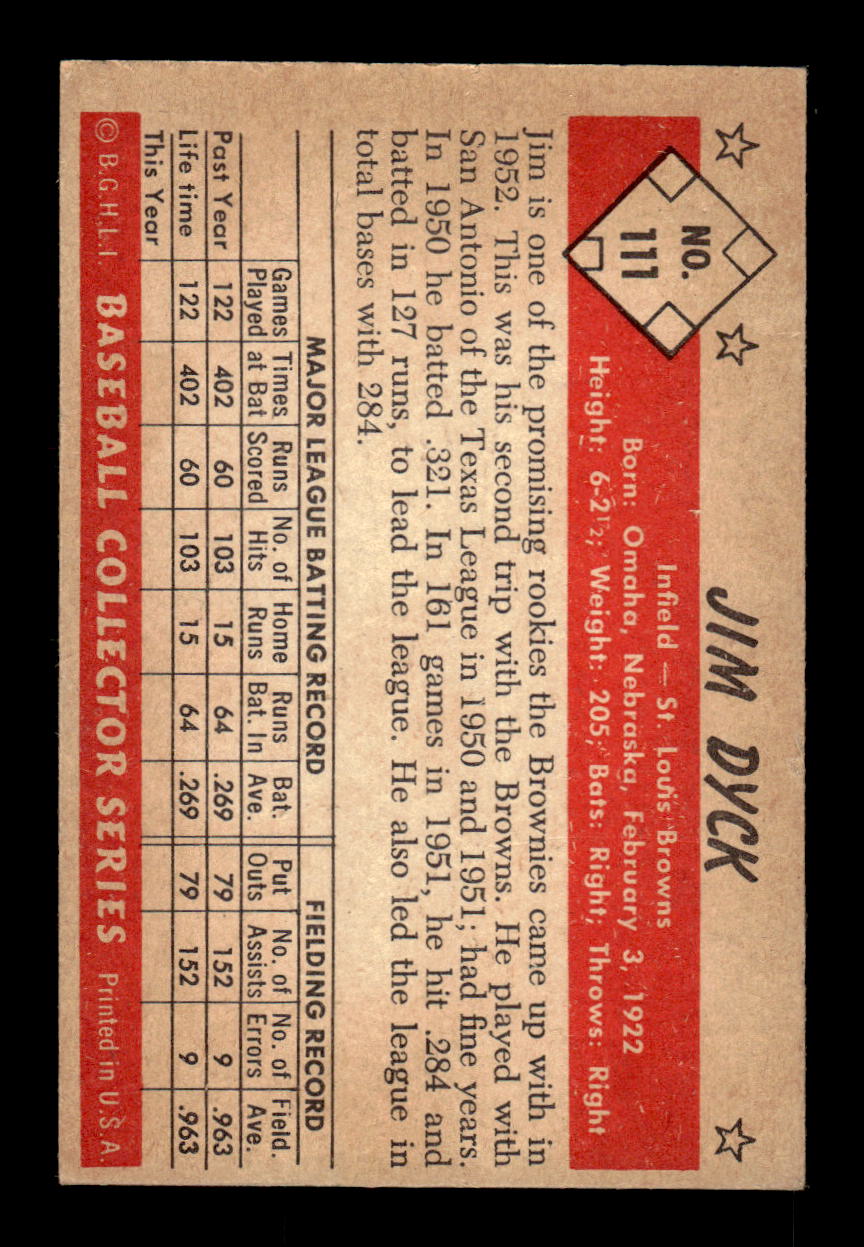 JIM DYCK
NO.
111
Infield — St. Louis Browns
Born: Omaha, Nebraska, February 3, 1922
Height: 6-2½; Weight: 205; Bats: Right; Throws: Right
Jim is one of the promising rookies the Brownies came up with in
1952. This was his second trip with the Browns. He played with
San Antonio of the Texas League in 1950 and 1951; had fine years.
In 1950 he batted .321. In 161 games in 1951, he hit .284 and
batted in 127 runs, to lead the league. He also led the league in
total bases with 284.
MAJOR LEAGUE BATTING RECORD FIELDING RECORD
Games Times Runs No. of Home Runs Bat. Put No. of No. of Field.
Played at Bat Scored Hits Runs Bat. In Ave. Outs Assists Errors Ave.
Past Year 122 402 60 103 15 64 .269 79 152 9 .963
Life time 122 402 60 103 15 64 .269 79 152 9 .963
This Year
© B.G.H.L.I. BASEBALL COLLECTOR SERIES Printed in U.S.A.